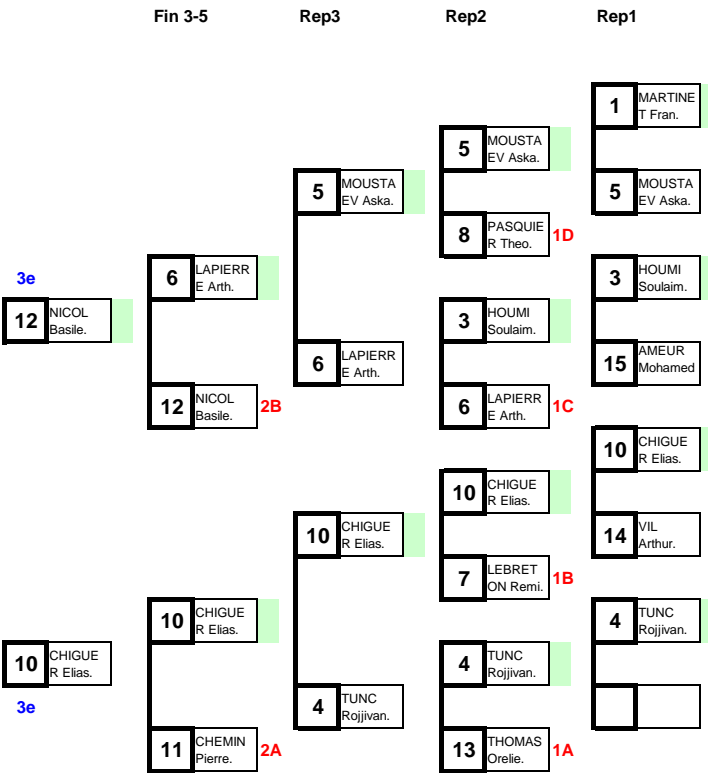 Fin 3-5 Rep3 Rep2 Rep1
1 MARTINE
T Fran.
5 MOUSTA
EV Aska.
5 MOUSTA
EV Aska.
5 MOUSTA
EV Aska.
8 PASQUIE
R Theo. 1D
3e
6 LAPIERR
E Arth.
3 HOUMI
Soulaim.
12 NICOL
Basile.
3 HOUMI
Soulaim.
6 LAPIERR
E Arth.
15 AMEUR
Mohamed
12 NICOL
Basile. 2B
6 LAPIERR
E Arth. 1C
10 CHIGUE
R Elias.
10 CHIGUE
R Elias.
10 CHIGUE
R Elias.
14 VIL
Arthur.
7 LEBRET
ON Remi. 1B
10 CHIGUE
R Elias.
4 TUNC
Rojjivan.
10 CHIGUE
R Elias.
4 TUNC
Rojjivan.
3e
4 TUNC
Rojjivan.
11 CHEMIN
Pierre. 2A
13 THOMAS
Orelie. 1A